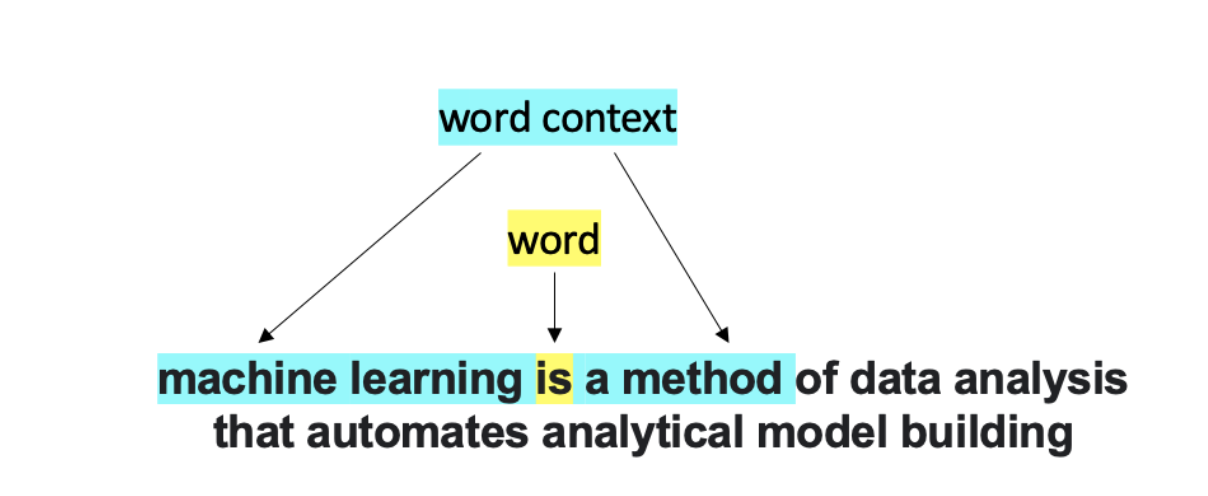 word context
word
machine learning is a method of data analysis
that automates analytical model building